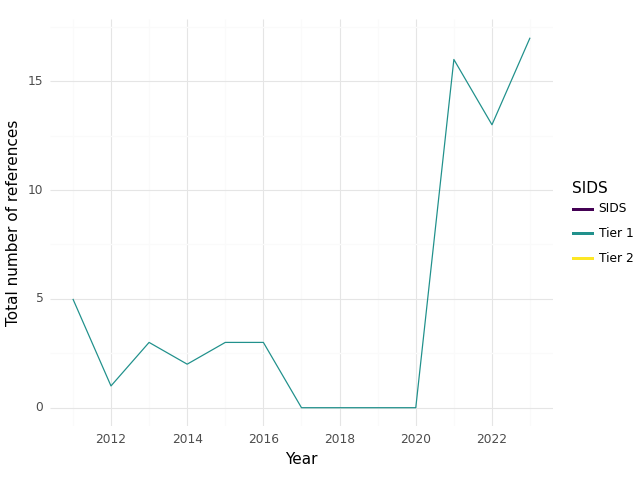 15
10
5
0
Total number of references
2012 2014 2016 2018 2020 2022
Year
SIDS
SIDS
Tier 1
Tier 2